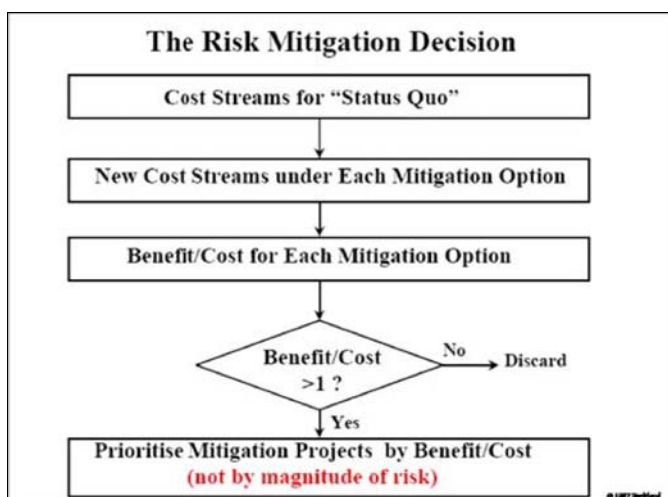 The Risk Mitigation Decision
Cost Streams for “Status Quo”
New Cost Streams under Each Mitigation Option
Benefit/Cost for Each Mitigation Option
Benefit/Cost
>1 ?
No
Discard
Yes
Prioritise Mitigation Projects by Benefit/Cost
(not by magnitude of risk)